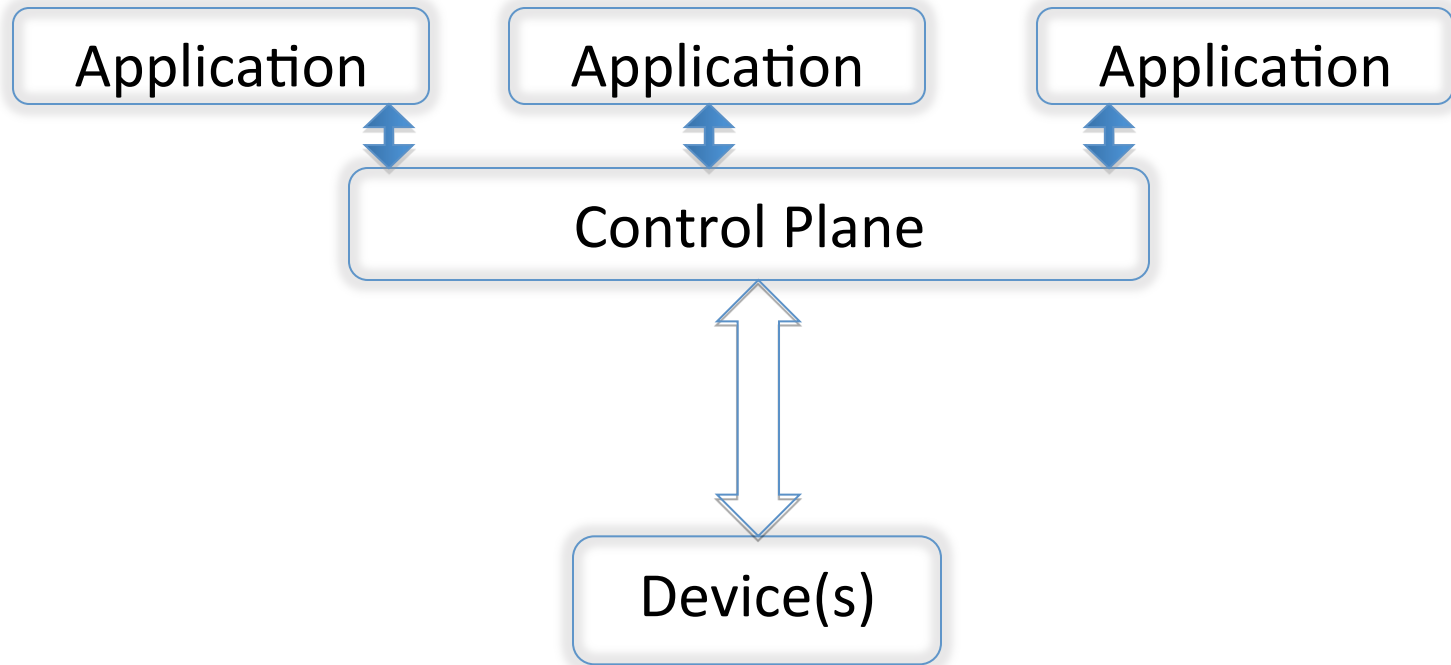 Application
Application
Application
Control Plane
Device(s)